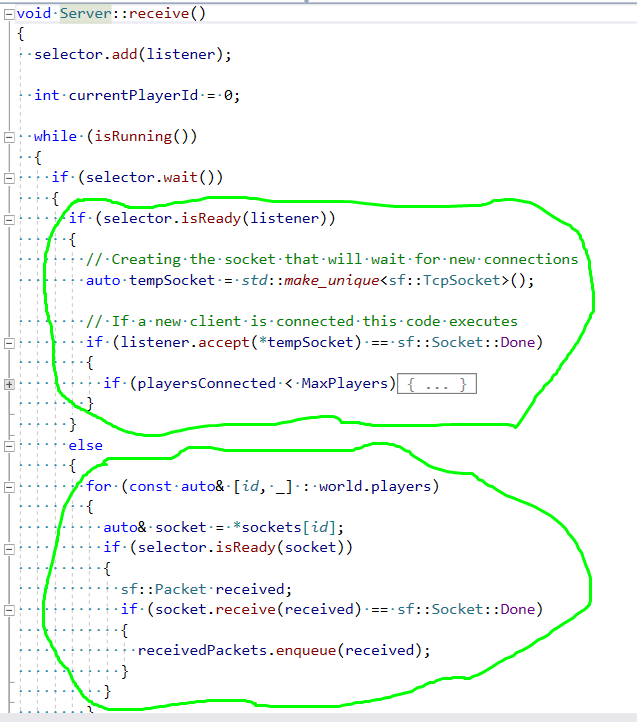 void Server::receive()
{
selector.add(listener);
int currentPlayerId = 0;
while (isRunning())
{
if (selector.wait())
{
if (selector.isReady(listener))
{
// Creating the socket that will wait for new connections
auto tempSocket = std::make_unique<sf::TcpSocket>();
// If a new client is connected this code executes
if (listener.accept(*tempSocket) == sf::Socket::Done)
{
if (playersConnected < MaxPlayers){ ... }
}
}
else
{
for (const auto& [id, _] : world.players)
{
auto& socket = *sockets[id];
if (selector.isReady(socket))
{
sf::Packet received;
if (socket.receive(received) == sf::Socket::Done)
{
receivedPackets.enqueue(received);
}
}
}